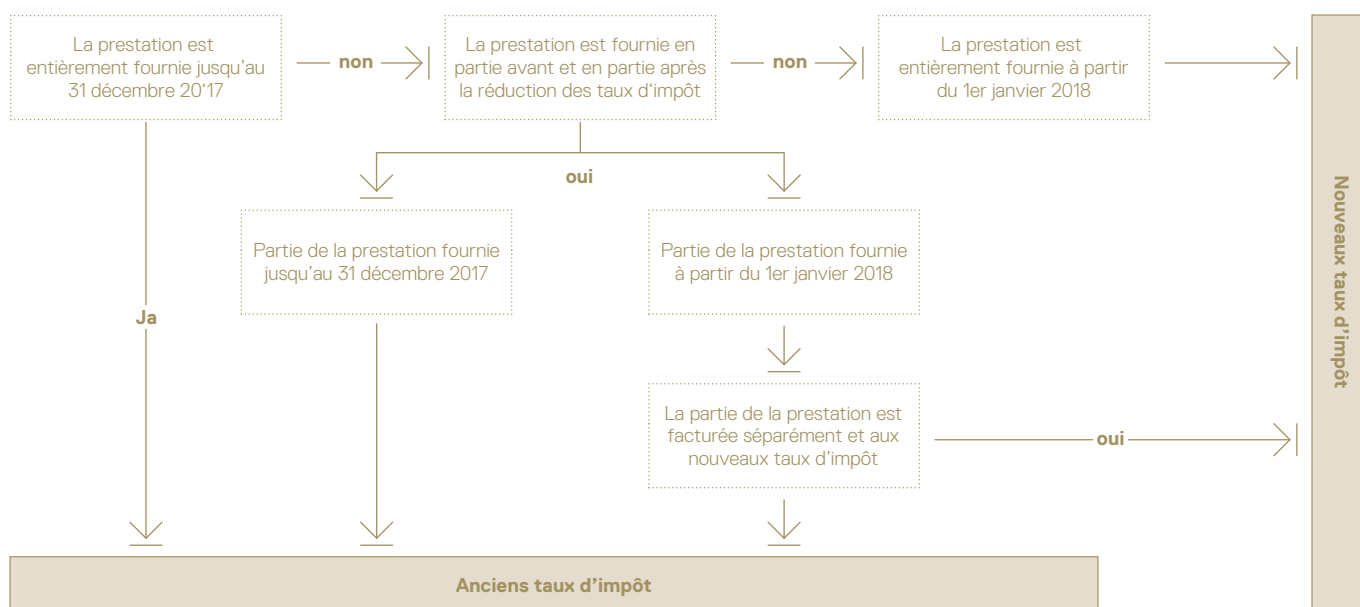 La prestation est
entièrement fournie jusqu'au
31 décembre 20'17
non
La prestation est fournie en
partie avant et en partie après
la réduction des taux d'impôt
non
La prestation est
entièrement fournie à partir
du 1er janvier 2018
oui
Partie de la prestation fournie
jusqu'au 31 décembre 2017
Partie de la prestation fournie
à partir du 1er janvier 2018
Ja
La partie de la prestation est
facturée séparément et aux
nouveaux taux d'impôt
oui
Anciens taux d'impôt
Nouveaux taux d'impôt